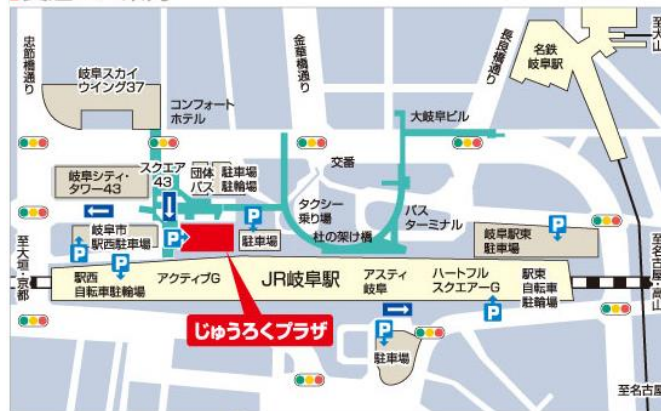 忠節橋通り
金華橋通り
長良橋通り
至犬山
名鉄
岐阜駅
岐阜スカイ
ウイング37
コンフォート
ホテル
大岐阜ビル
交番
スクエア
43
団体
バス
駐車場
駐輪場
岐阜シティ・
タワー43
タクシー
乗り場
バス
ターミナル
P
岐阜市
駅西駐車場
P
P
駐車場
杜の架け橋
岐阜駅東
駐車場
P
至大垣・京都
P
駅西
自転車駐輪場
アクティブG
JR岐阜駅
アスティ
岐阜
ハートフル
スクエアーG
駅東
自転車
駐輪場
P
至名古屋・高山
じゅうろくプラザ
P
駐車場
至名古屋